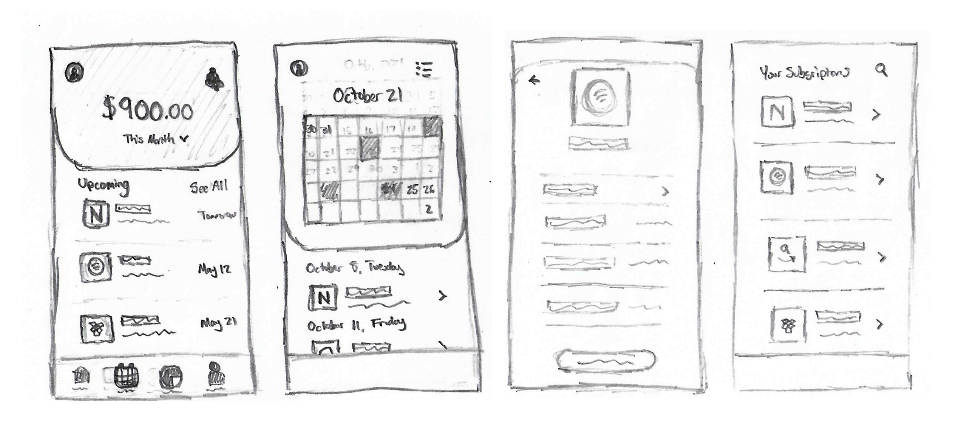 $900.00
This Month
Upcoming
See All
N
Tomorrow
May 12
May 21
October 21
30 31 15 16 17
25 26
2
October 8, Tuesday
N
October 11, Friday
Your Subscriptions
N
a